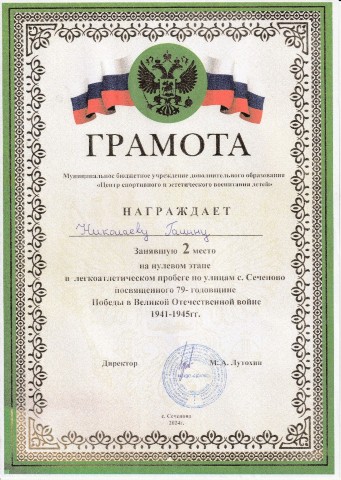 ГРАМОТА
Муниципальное бюджетное учреждение дополнительного образования
«Центр спортивного и эстетического воспитания детей»
НАГРАЖДАЕТ
Николаеву Галину
Занявшую 2 место
на нулевом этапе
в легкоатлетическом пробеге по улицам с. Сеченово
посвященного 79- годовщине
Победы в Великой Отечественной войне
1941-1945гг.
Директор М. А. Лутохин
с. Сеченово
2024г.